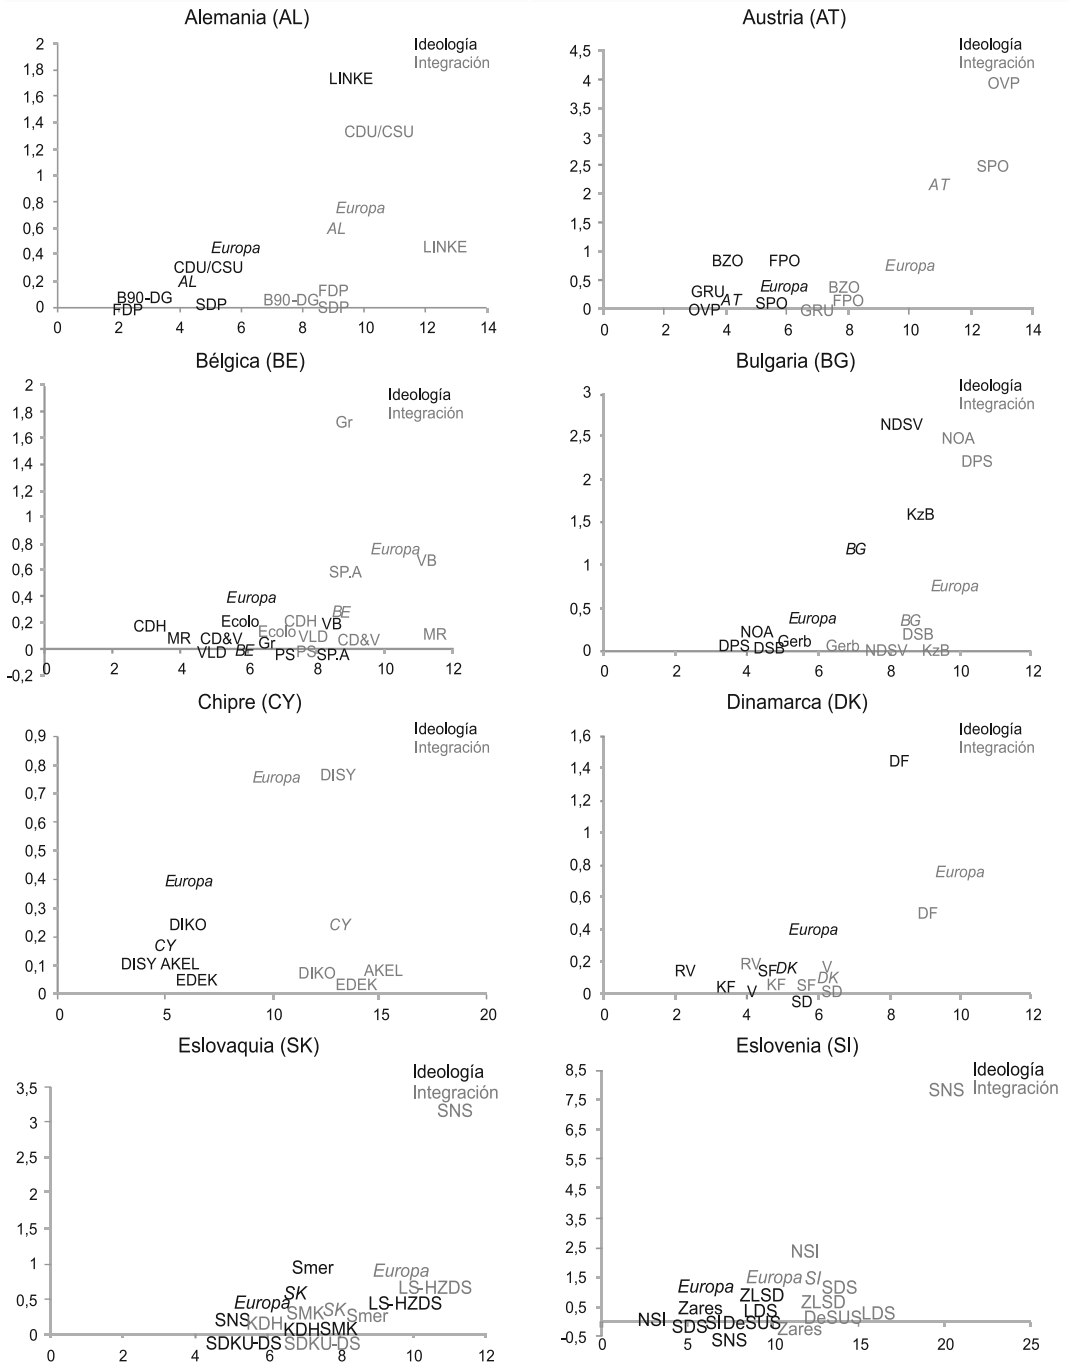 Alemania (AL)
Ideología
Integración
2
1,8
1,6
1,4
1,2
1
0,8
0,6
0,4
0,2
0
LINKE
CDU/CSU
Europa
AL
Europa
LINKE
CDU/CSU
AL
B90-DG
FDP
SDP
B90-DG
FDP
SDP
0 2 4 6 8 10 12 14
Austria (AT)
Ideología
Integración
4,5
4
3,5
3
2,5
2
1,5
1
0,5
0
OVP
SPO
AT
BZO FPO
Europa
Europa
GRU
AT
OVP
SPO
BZO
FPO
GRU
0 2 4 6 8 10 12 14
Bélgica (BE)
Ideología
Integración
2
1,8
1,6
1,4
1,2
1
0,8
0,6
0,4
0,2
0
-0,2
Gr
Europa
VB
SP.A
Europa
BE
CDH
Ecolo
CDH
VB
MR
CD&V
Ecolo
VLD
MR
Gr
CD&V
VLD
BE
PS
PS
SP.A
2 4 6 8 10 12
Bulgaria (BG)
Ideología
Integración
3
2,5
2
1,5
1
0,5
0
NDSV
NOA
DPS
KzB
BG
Europa
Europa
BG
NOA
DSB
DPS
DSB
Gerb
Gerb
NDSV
KzB
0 2 4 6 8 10 12
Chipre (CY)
Ideología
Integración
0,9
0,8
0,7
0,6
0,5
0,4
0,3
0,2
0,1
0
Europa
DISY
Europa
DIKO
CY
CY
DISY AKEL
EDEK
DIKO
AKEL
EDEK
0 5 10 15 20
Dinamarca (DK)
Ideología
Integración
1,6
1,4
1,2
1
0,8
0,6
0,4
0,2
0
DF
Europa
DF
Europa
RV
RV
SF
DK
V
DK
KF
V
KF
SF
SD
SD
0 2 4 6 8 10 12
Eslovaquia (SK)
Ideología
Integración
3,5
3
2,5
2
1,5
1
0,5
0
SNS
Smer
Europa
SK
LS-HZDS
Europa
LS-HZDS
SNS
KDH
SMK
SK
Smer
KDH
SMK
SDKU-DS
SDKU-DS
0 2 4 6 8 10 12
Eslovenia (SI)
Ideología
Integración
8,5
7,5
6,5
5,5
4,5
3,5
2,5
1,5
0,5
-0,5
SNS
NSI
Europa
Europa
SI
SDS
ZLSD
ZLSD
Zares
LDS
DeSUS
LDS
NSI
SDS
SI
DeSUS
Zares
NSS
0 5 10 15 20 25